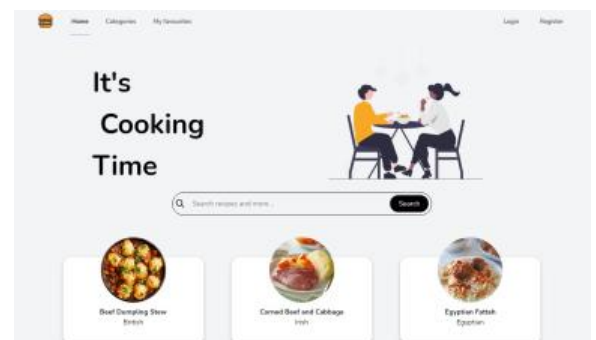 Home Categories My favourites Login Register
It's
Cooking
Time
Search recipes and more...
Search
Beef Dumpling Stew
British
Corned Beef and Cabbage
Irish
Egyptian Fatteh
Egyptian